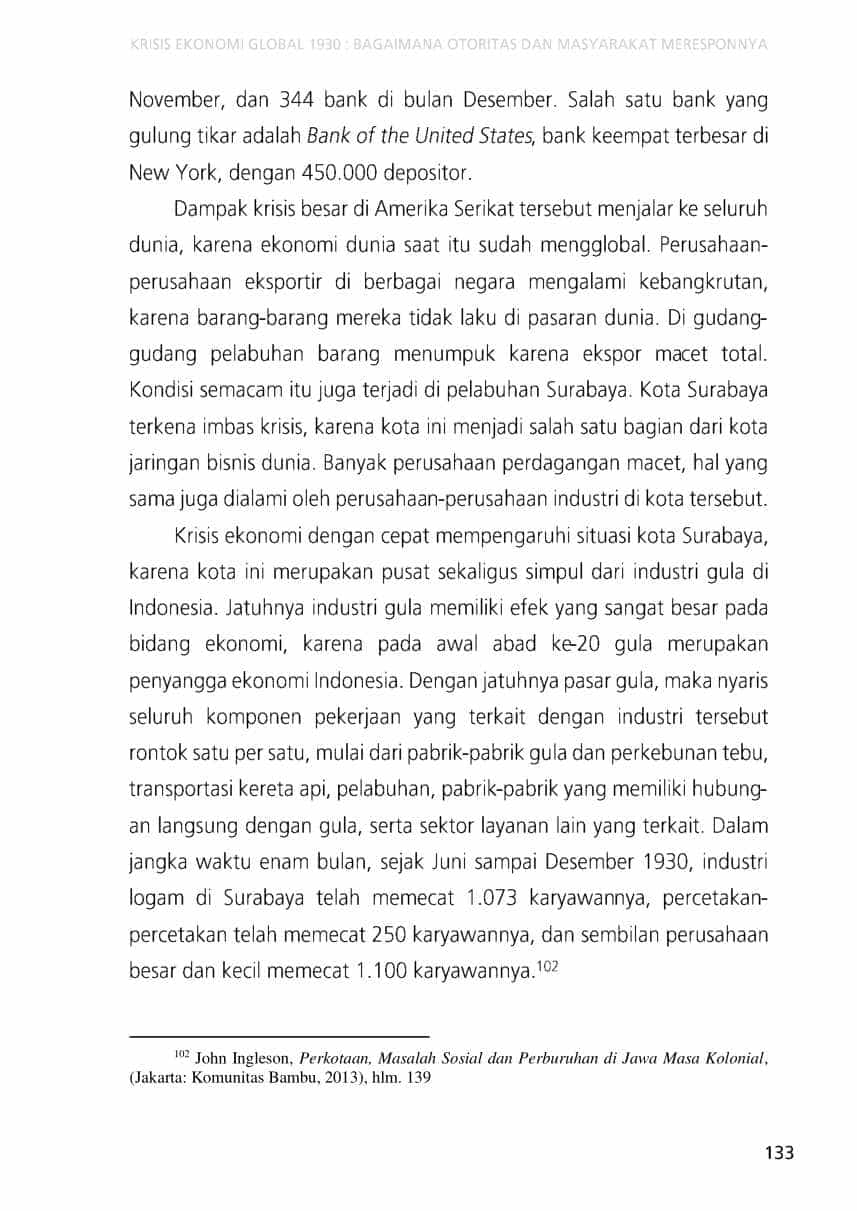 KRISIS EKONOMI GLOBAL 1930 : BAGAIMANA OTORITAS DAN MASYARAKAT MERESPONNYA
November, dan 344 bank di bulan Desember. Salah satu bank yang
gulung tikar adalah Bank of the United States, bank keempat terbesar di
New York, dengan 450.000 depositor.
Dampak krisis besar di Amerika Serikat tersebut menjalar ke seluruh
dunia, karena ekonomi dunia saat itu sudah mengglobal. Perusahaan-
perusahaan eksportir di berbagai negara mengalami kebangkrutan,
karena barang-barang mereka tidak laku di pasaran dunia. Di gudang-
gudang pelabuhan barang menumpuk karena ekspor macet total.
Kondisi semacam itu juga terjadi di pelabuhan Surabaya. Kota Surabaya
terkena imbas krisis, karena kota ini menjadi salah satu bagian dari kota
jaringan bisnis dunia. Banyak perusahaan perdagangan macet, hal yang
sama juga dialami oleh perusahaan-perusahaan industri di kota tersebut.
Krisis ekonomi dengan cepat mempengaruhi situasi kota Surabaya,
karena kota ini merupakan pusat sekaligus simpul dari industri gula di
Indonesia. Jatuhnya industri gula memiliki efek yang sangat besar pada
bidang ekonomi, karena pada awal abad ke-20 gula merupakan
penyangga ekonomi Indonesia. Dengan jatuhnya pasar gula, maka nyaris
seluruh komponen pekerjaan yang terkait dengan industri tersebut
rontok satu per satu, mulai dari pabrik-pabrik gula dan perkebunan tebu,
transportasi kereta api, pelabuhan, pabrik-pabrik yang memiliki hubung-
an langsung dengan gula, serta sektor layanan lain yang terkait. Dalam
jangka waktu enam bulan, sejak Juni sampai Desember 1930, industri
logam di Surabaya telah memecat 1.073 karyawannya, percetakan-
percetakan telah memecat 250 karyawannya, dan sembilan perusahaan
besar dan kecil memecat 1.100 karyawannya.102
102 John Ingleson, Perkotaan, Masalah Sosial dan Perburuhan di Jawa Masa Kolonial,
(Jakarta: Komunitas Bambu, 2013), hlm. 139
133